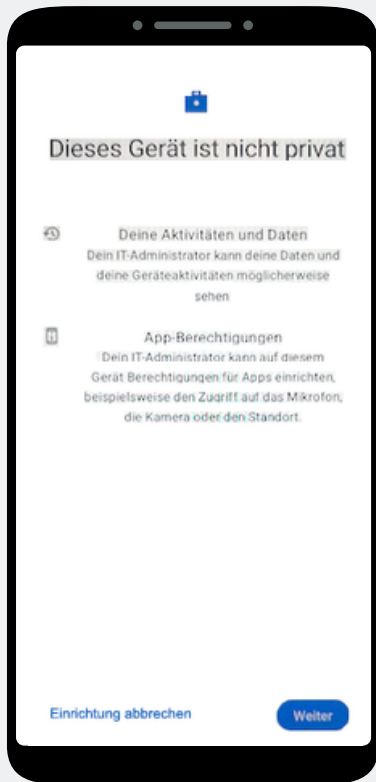 Dieses Gerät ist nicht privat
Deine Aktivitäten und Daten
Dein IT-Administrator kann deine Daten und
deine Geräteaktivitäten möglicherweise
sehen
App-Berechtigungen
Dein IT-Administrator kann auf diesem
Gerät Berechtigungen für Apps einrichten,
beispielsweise den Zugriff auf das Mikrofon,
die Kamera oder den Standort.
Einrichtung abbrechen
Weiter